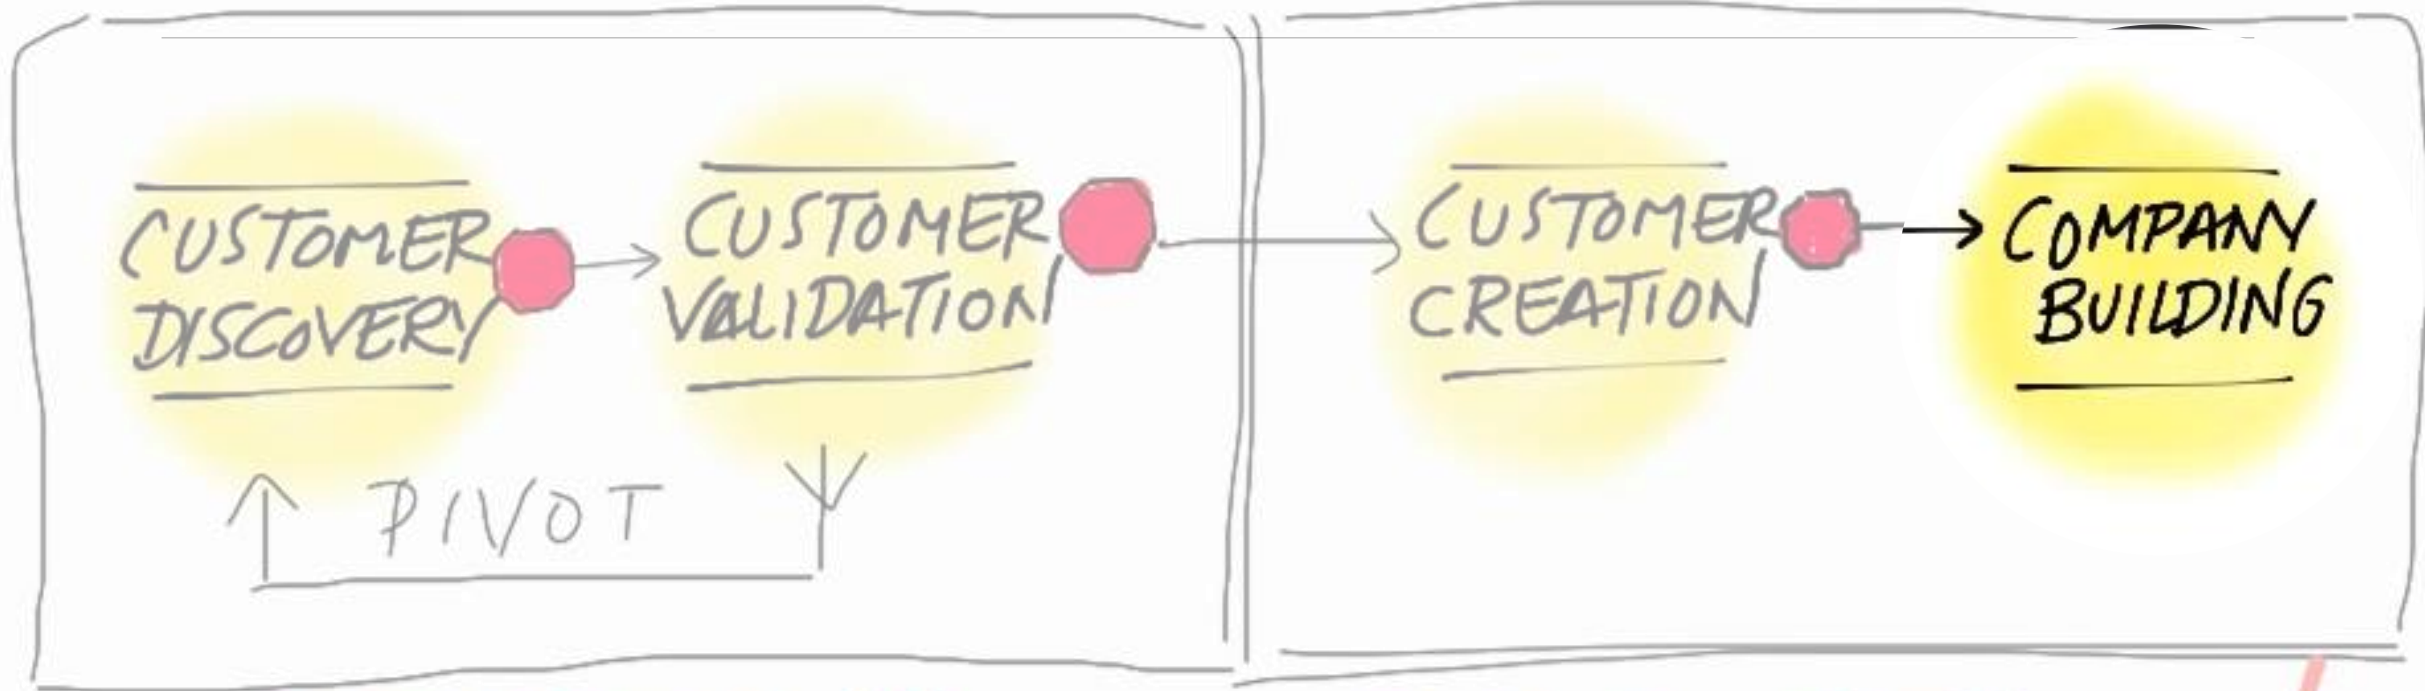 CUSTOMER
DISCOVERY
CUSTOMER
VALIDATION
CUSTOMER
CREATION
COMPANY
BUILDING
PIVOT